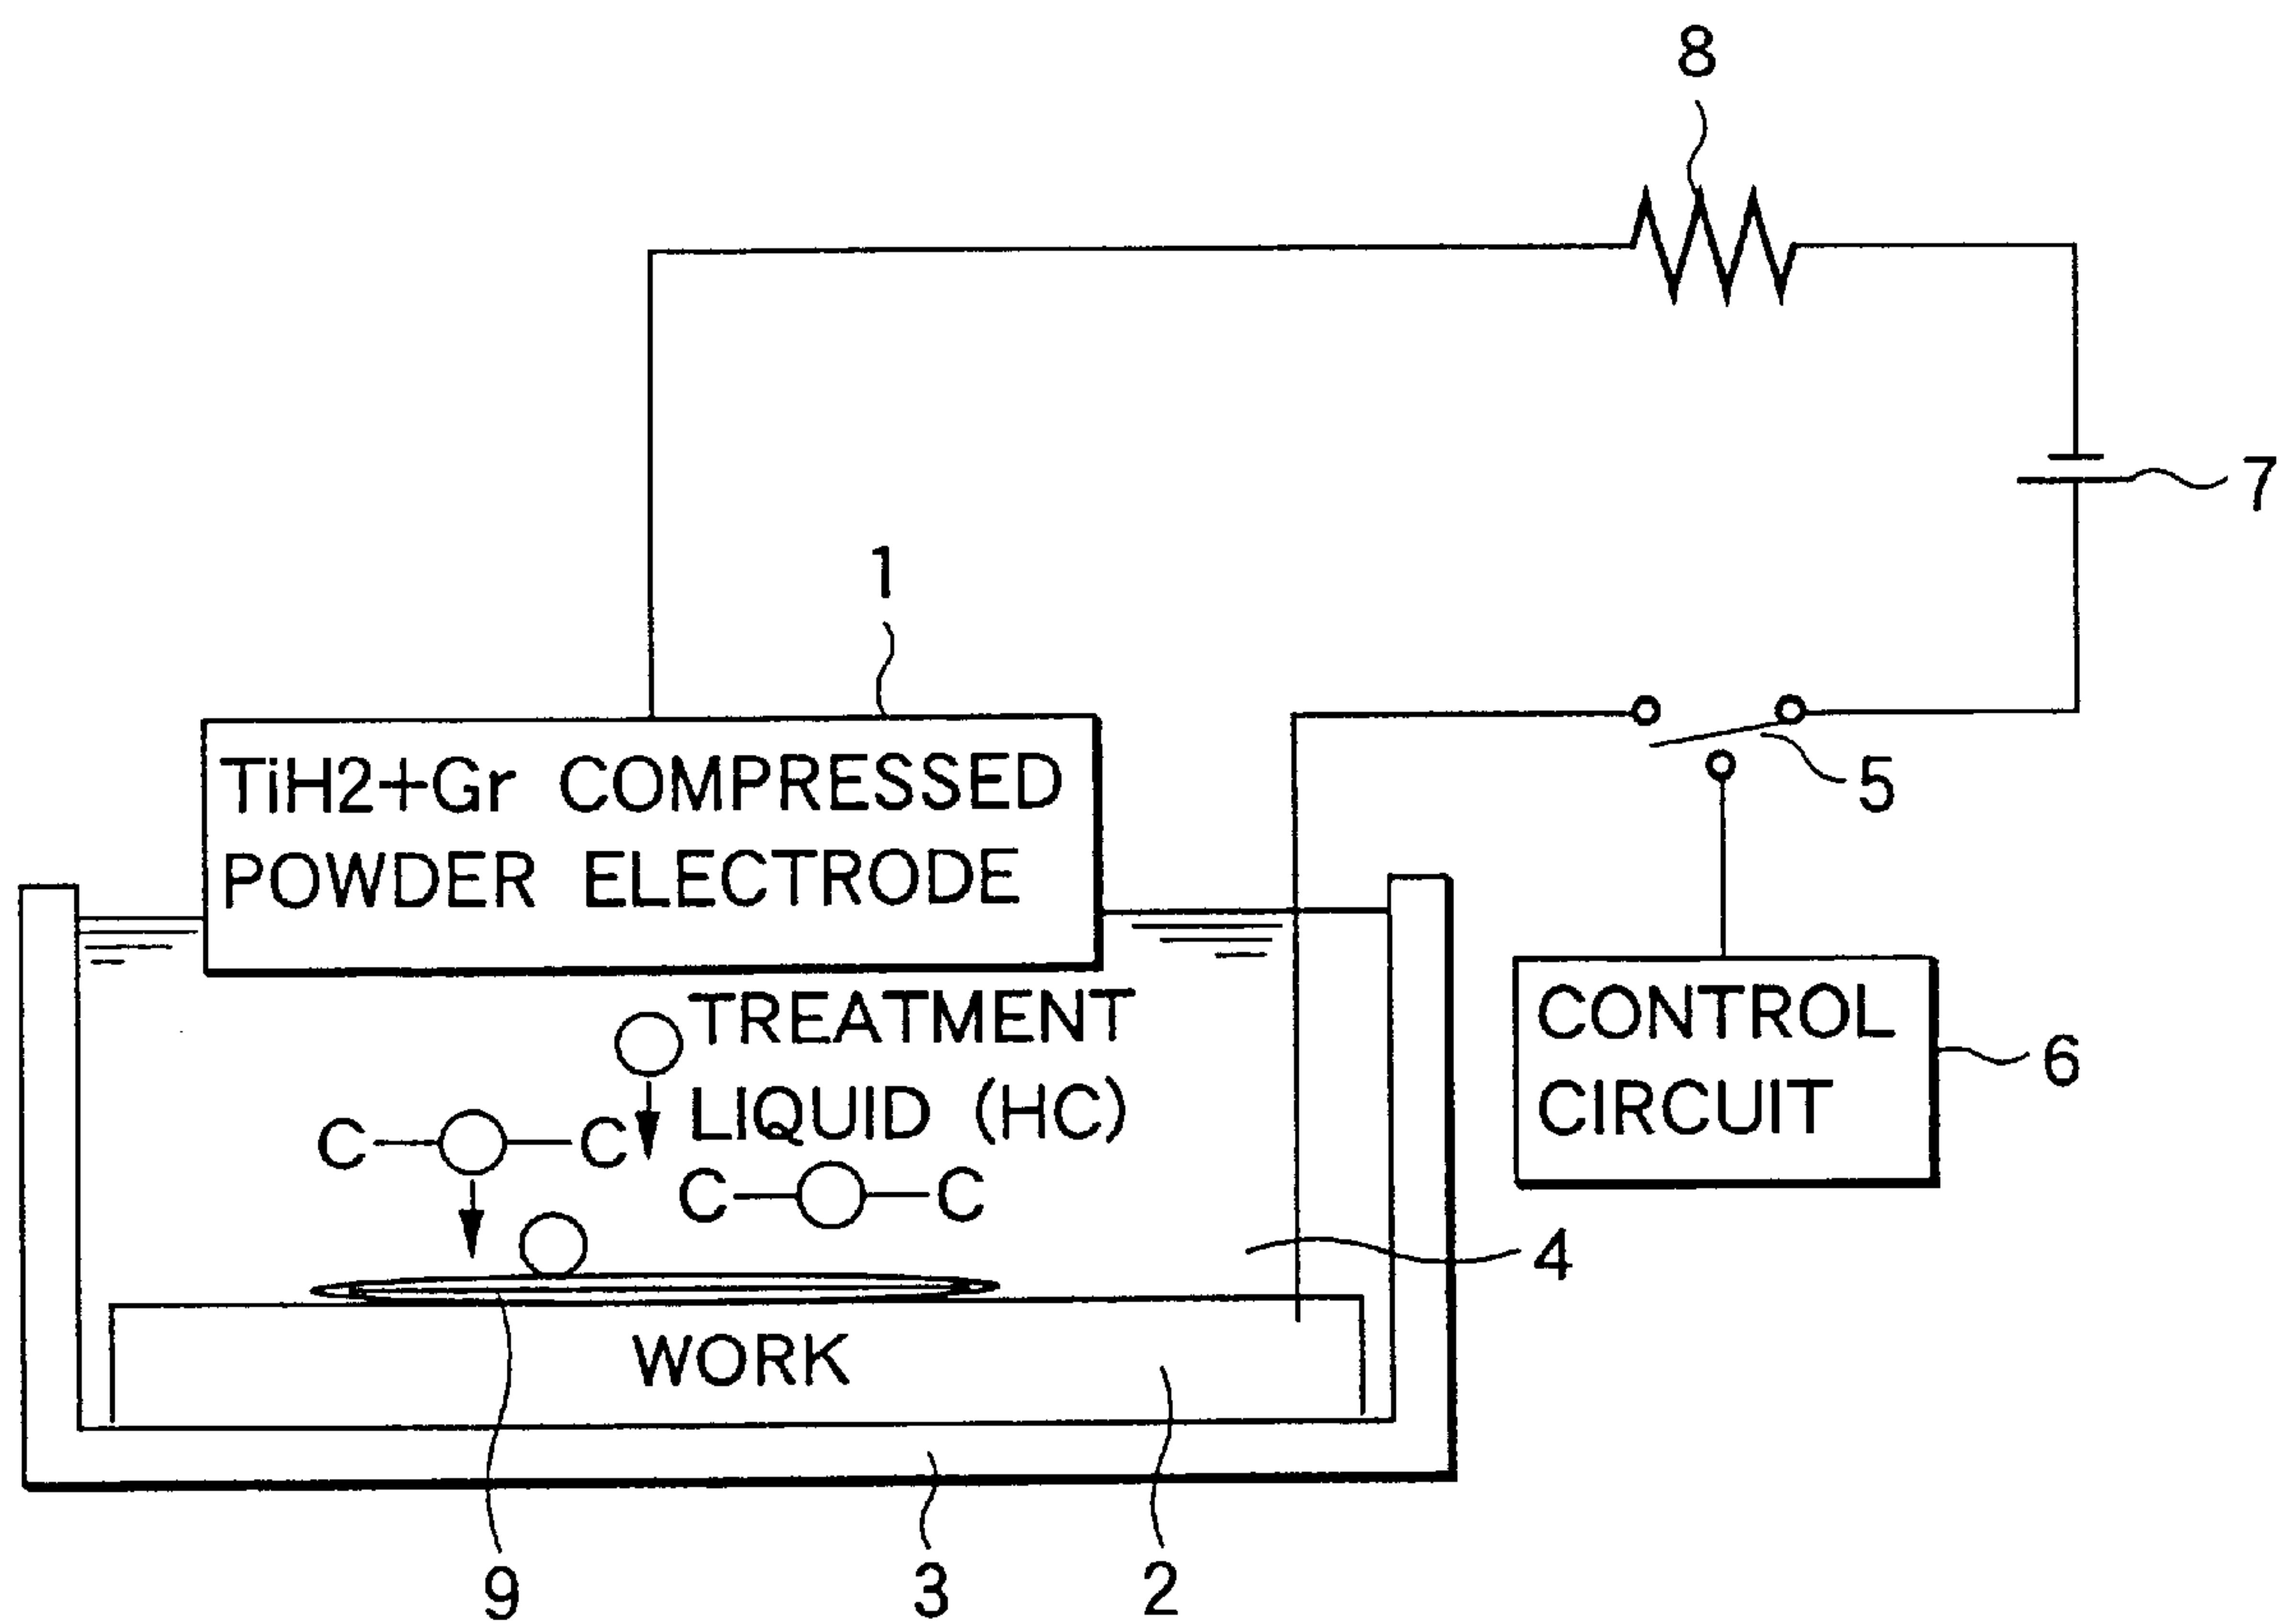 8
7
1
TiH2+Gr COMPRESSED
POWDER ELECTRODE
5
TREATMENT
LIQUID (HC)
C C
C C
CONTROL
CIRCUIT
6
4
WORK
9
3
2